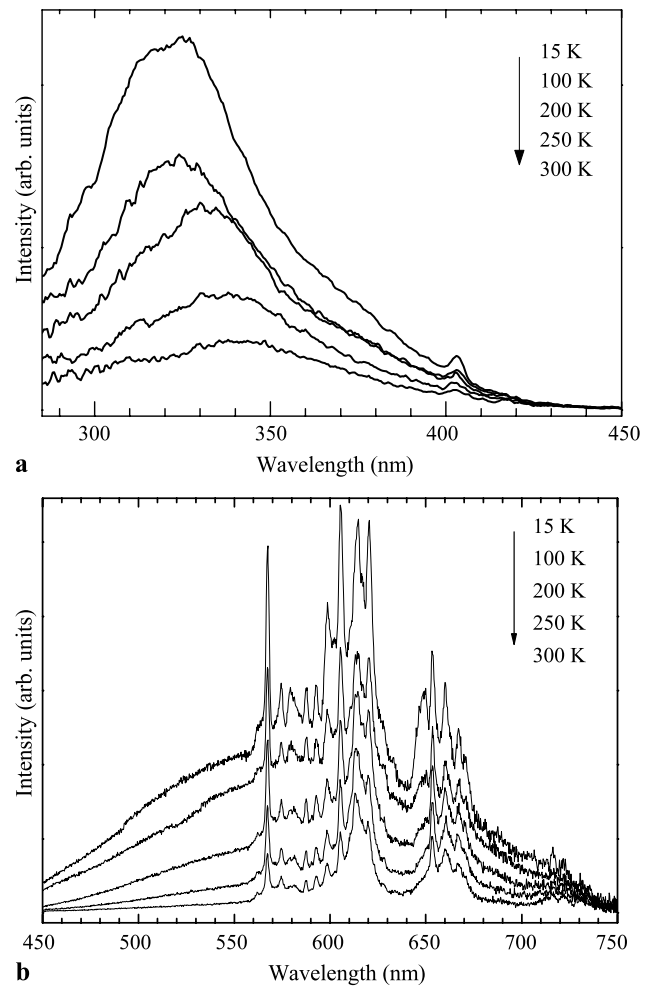 Intensity (arb. units)
15 K
100 K
200 K
250 K
300 K
300
350
400
450
Wavelength (nm)
a
Intensity (arb. units)
15 K
100 K
200 K
250 K
300 K
450
500
550
600
650
700
750
Wavelength (nm)
b